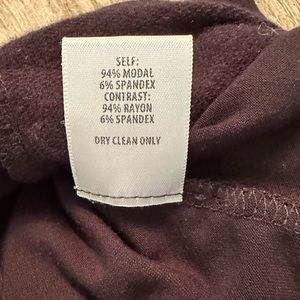 SELF:
94% MODAL
6% SPANDEX
CONTRAST:
94% RAYON
6% SPANDEX
DRY CLEAN ONLY